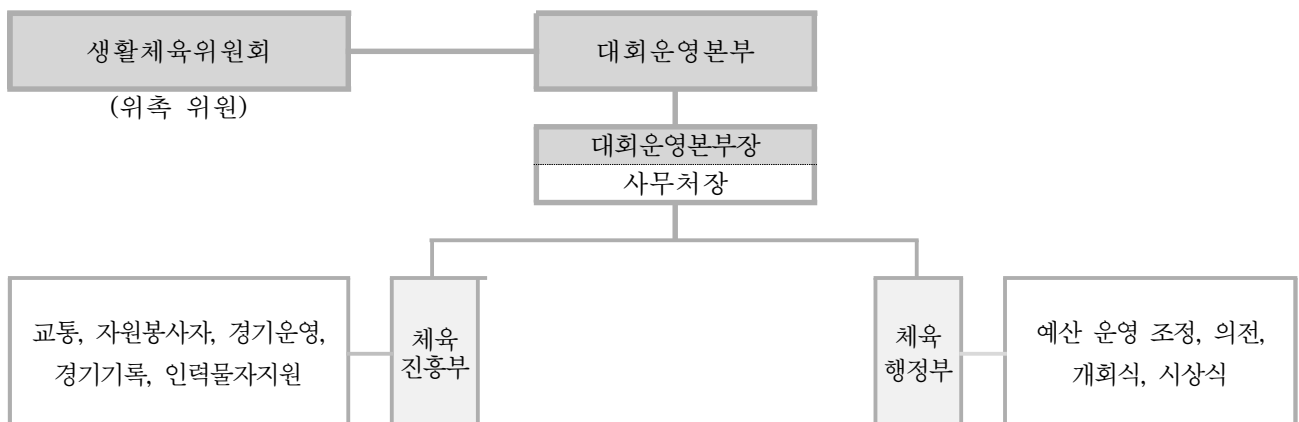 생활체육위원회
대회운영본부
(위촉 위원)
대회운영본부장
사무처장
교통, 자원봉사자, 경기운영,
경기기록, 인력물자지원
체육
진흥부
체육
행정부
예산 운영 조정, 의전,
개회식, 시상식